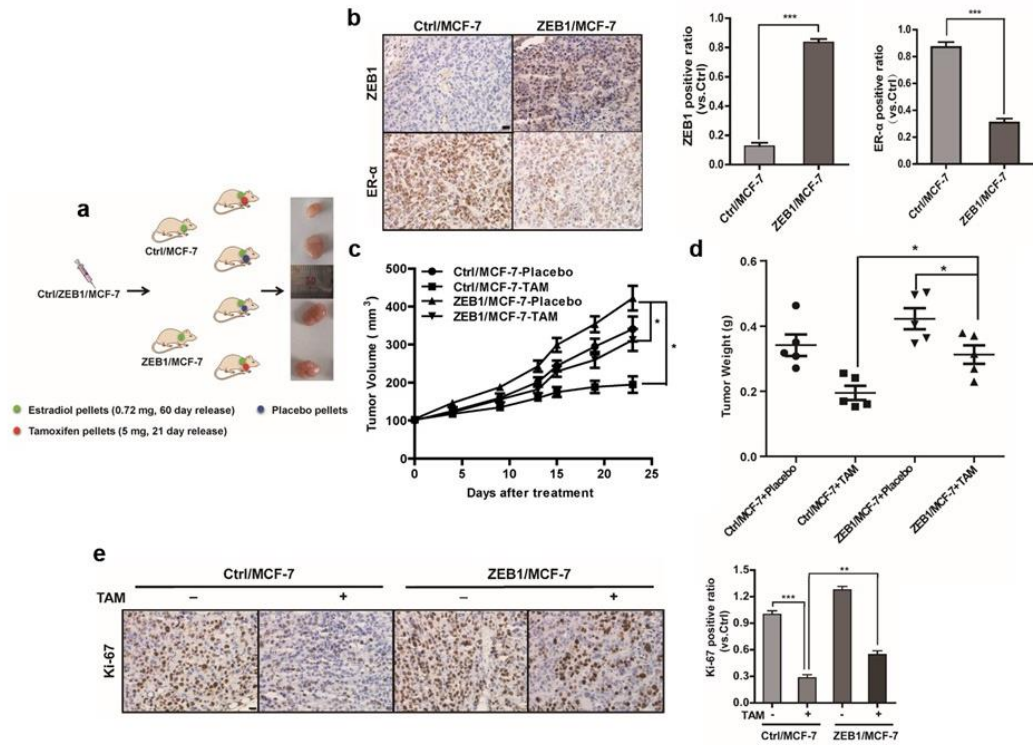 a
Ctrl/ZEB1/MCF-7
Ctrl/MCF-7
ZEB1/MCF-7
Estradiol pellets (0.72 mg, 60 day release)
Placebo pellets
Tamoxifen pellets (5 mg, 21 day release)
b
Ctrl/MCF-7
ZEB1/MCF-7
ZEB1
ER-α
ZEB1 positive ratio
(vs.Ctrl)
1.0
0.8
0.6
0.4
0.2
0.0
***
Ctrl/MCF-7
ZEB1/MCF-7
ER-α positive ratio
(vs.Ctrl)
1.0
0.8
0.6
0.4
0.2
0.0
***
Ctrl/MCF-7
ZEB1/MCF-7
c
Tumor Volume ( mm3)
500
400
300
200
100
0
Ctrl/MCF-7-Placebo
Ctrl/MCF-7-TAM
ZEB1/MCF-7-Placebo
ZEB1/MCF-7-TAM
*
*
0 5 10 15 20 25
Days after treatment
d
Tumor Weight (g)
0.6
0.4
0.2
0.0
*
*
Ctrl/MCF-7+Placebo
Ctrl/MCF-7+TAM
ZEB1/MCF-7+Placebo
ZEB1/MCF-7+TAM
e
Ctrl/MCF-7
ZEB1/MCF-7
TAM – + – +
Ki-67
Ki-67 positive ratio
(vs.Ctrl)
1.5
1.2
0.9
0.6
0.3
0.0
***
**
TAM - + - +
Ctrl/MCF-7
ZEB1/MCF-7